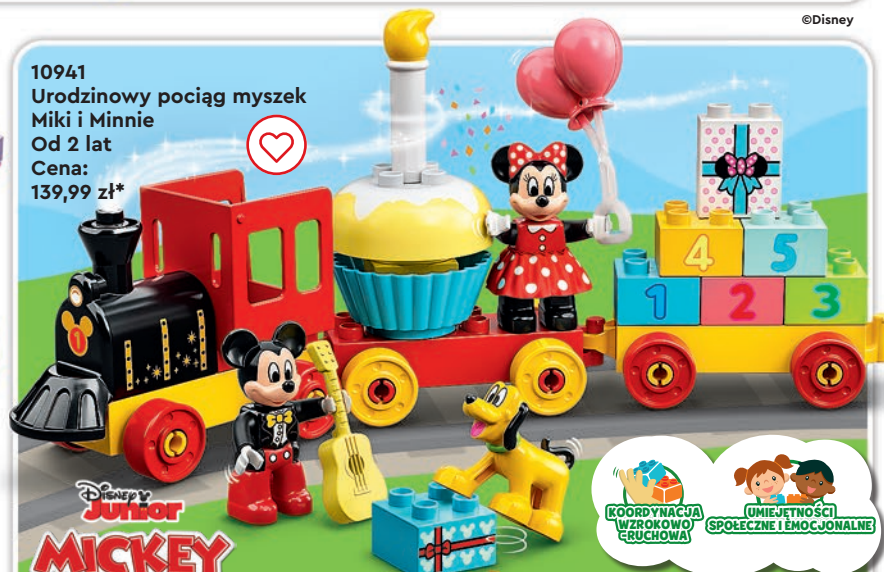 ©Disney
10941
Urodzinowy pociąg myszek
Miki i Minnie
Od 2 lat
Cena:
139,99 zł*
4 5
1 2 3
1
Disney
Junior
MICKEY
KOORDYNACJA
WZROKOWO
-RUCHOWA
UMIEJĘTNOŚCI
SPOŁECZNE I EMOCJONALNE